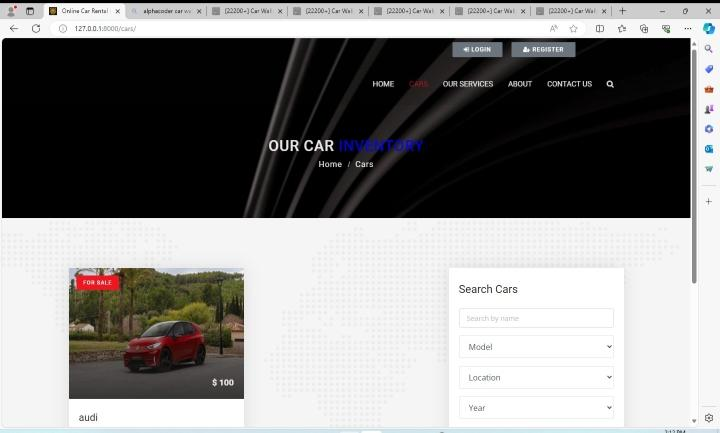 Online Car Rental
alphacoder car w
[22200+] Car Wal
[22200+] Car Wal
[22200+] Car Wal
[22200+] Car Wal
[22200+] Car Wal
127.0.0.1:8000/cars/
LOGIN
REGISTER
HOME CARS OUR SERVICES ABOUT CONTACT US
OUR CAR INVENTORY
Home / Cars
FOR SALE
$ 100
audi
Search Cars
Search by name
Model
Location
Year